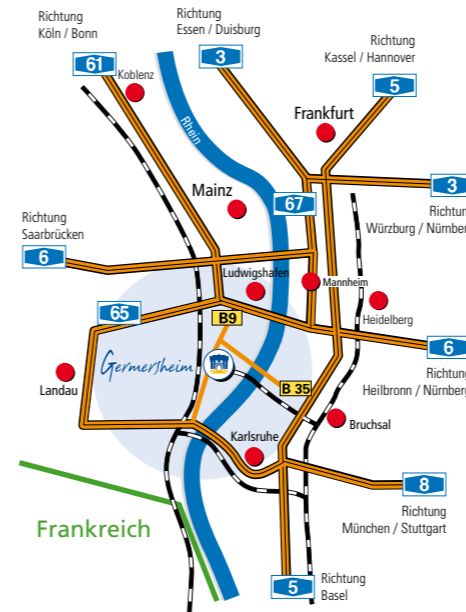 Richtung
Köln / Bonn
Richtung
Essen / Duisburg
Richtung
Kassel / Hannover
61
3
5
Koblenz
Frankfurt
Rhein
Mainz
67
3
Richtun
Würzburg / Nürnber
Richtung
Saarbrücken
6
Ludwigshafen
Mannheim
65
B9
Heidelberg
6
Richtung
Heilbronn / Nürnberg
Germersheim
Landau
B 35
Bruchsal
Karlsruhe
8
Richtung
München / Stuttgart
Frankreich
5
Richtung
Basel